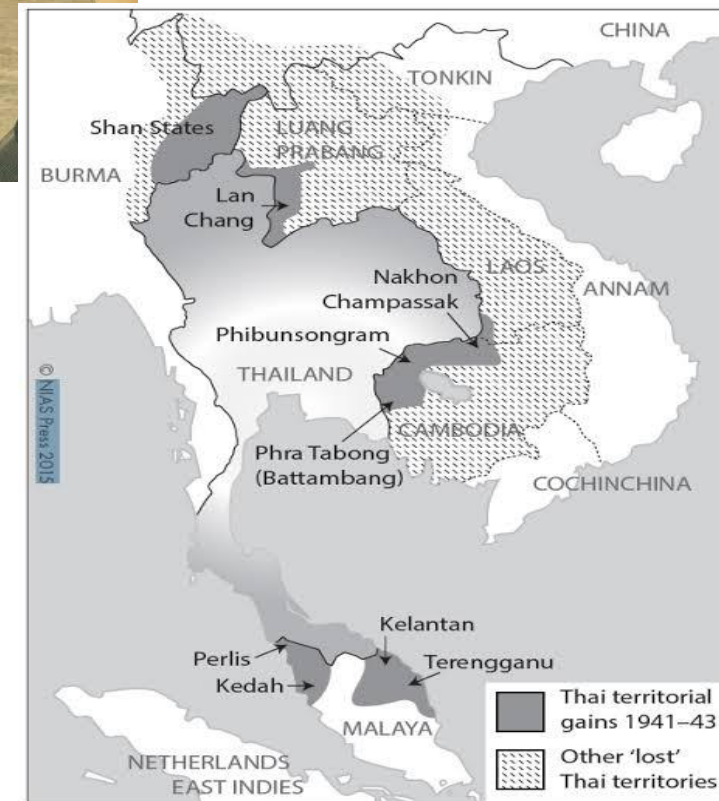 CHINA
TONKIN
Shan States
LUANG
PRABANG
BURMA
Lan
Chang
Nakhon
Champassak
LAOS
ANNAM
Phibunsongram
THAILAND
CAMBODIA
Phra Tabong
(Battambang)
COCHINCHINA
© NIAS Press 2015
Kelantan
Perlis
Terengganu
Kedah
MALAYA
NETHERLANDS
EAST INDIES
Thai territorial
gains 1941–43
Other ‘lost’
Thai territories